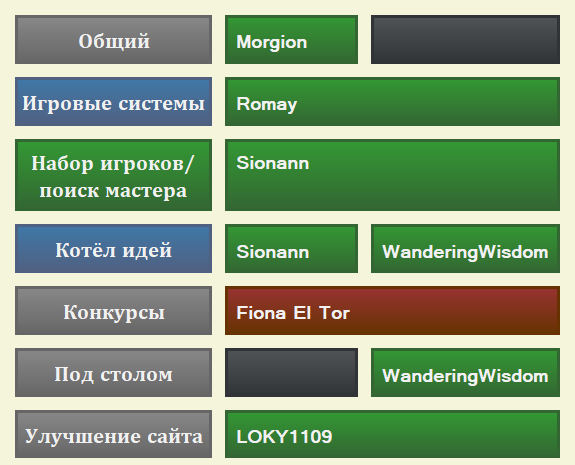 Общий
Morgion
Игровые системы
Romay
Набор игроков/
поиск мастера
Sionann
Котёл идей
Sionann
WanderingWisdom
Конкурсы
Fiona El Tor
Под столом
WanderingWisdom
Улучшение сайта
LOKY1109